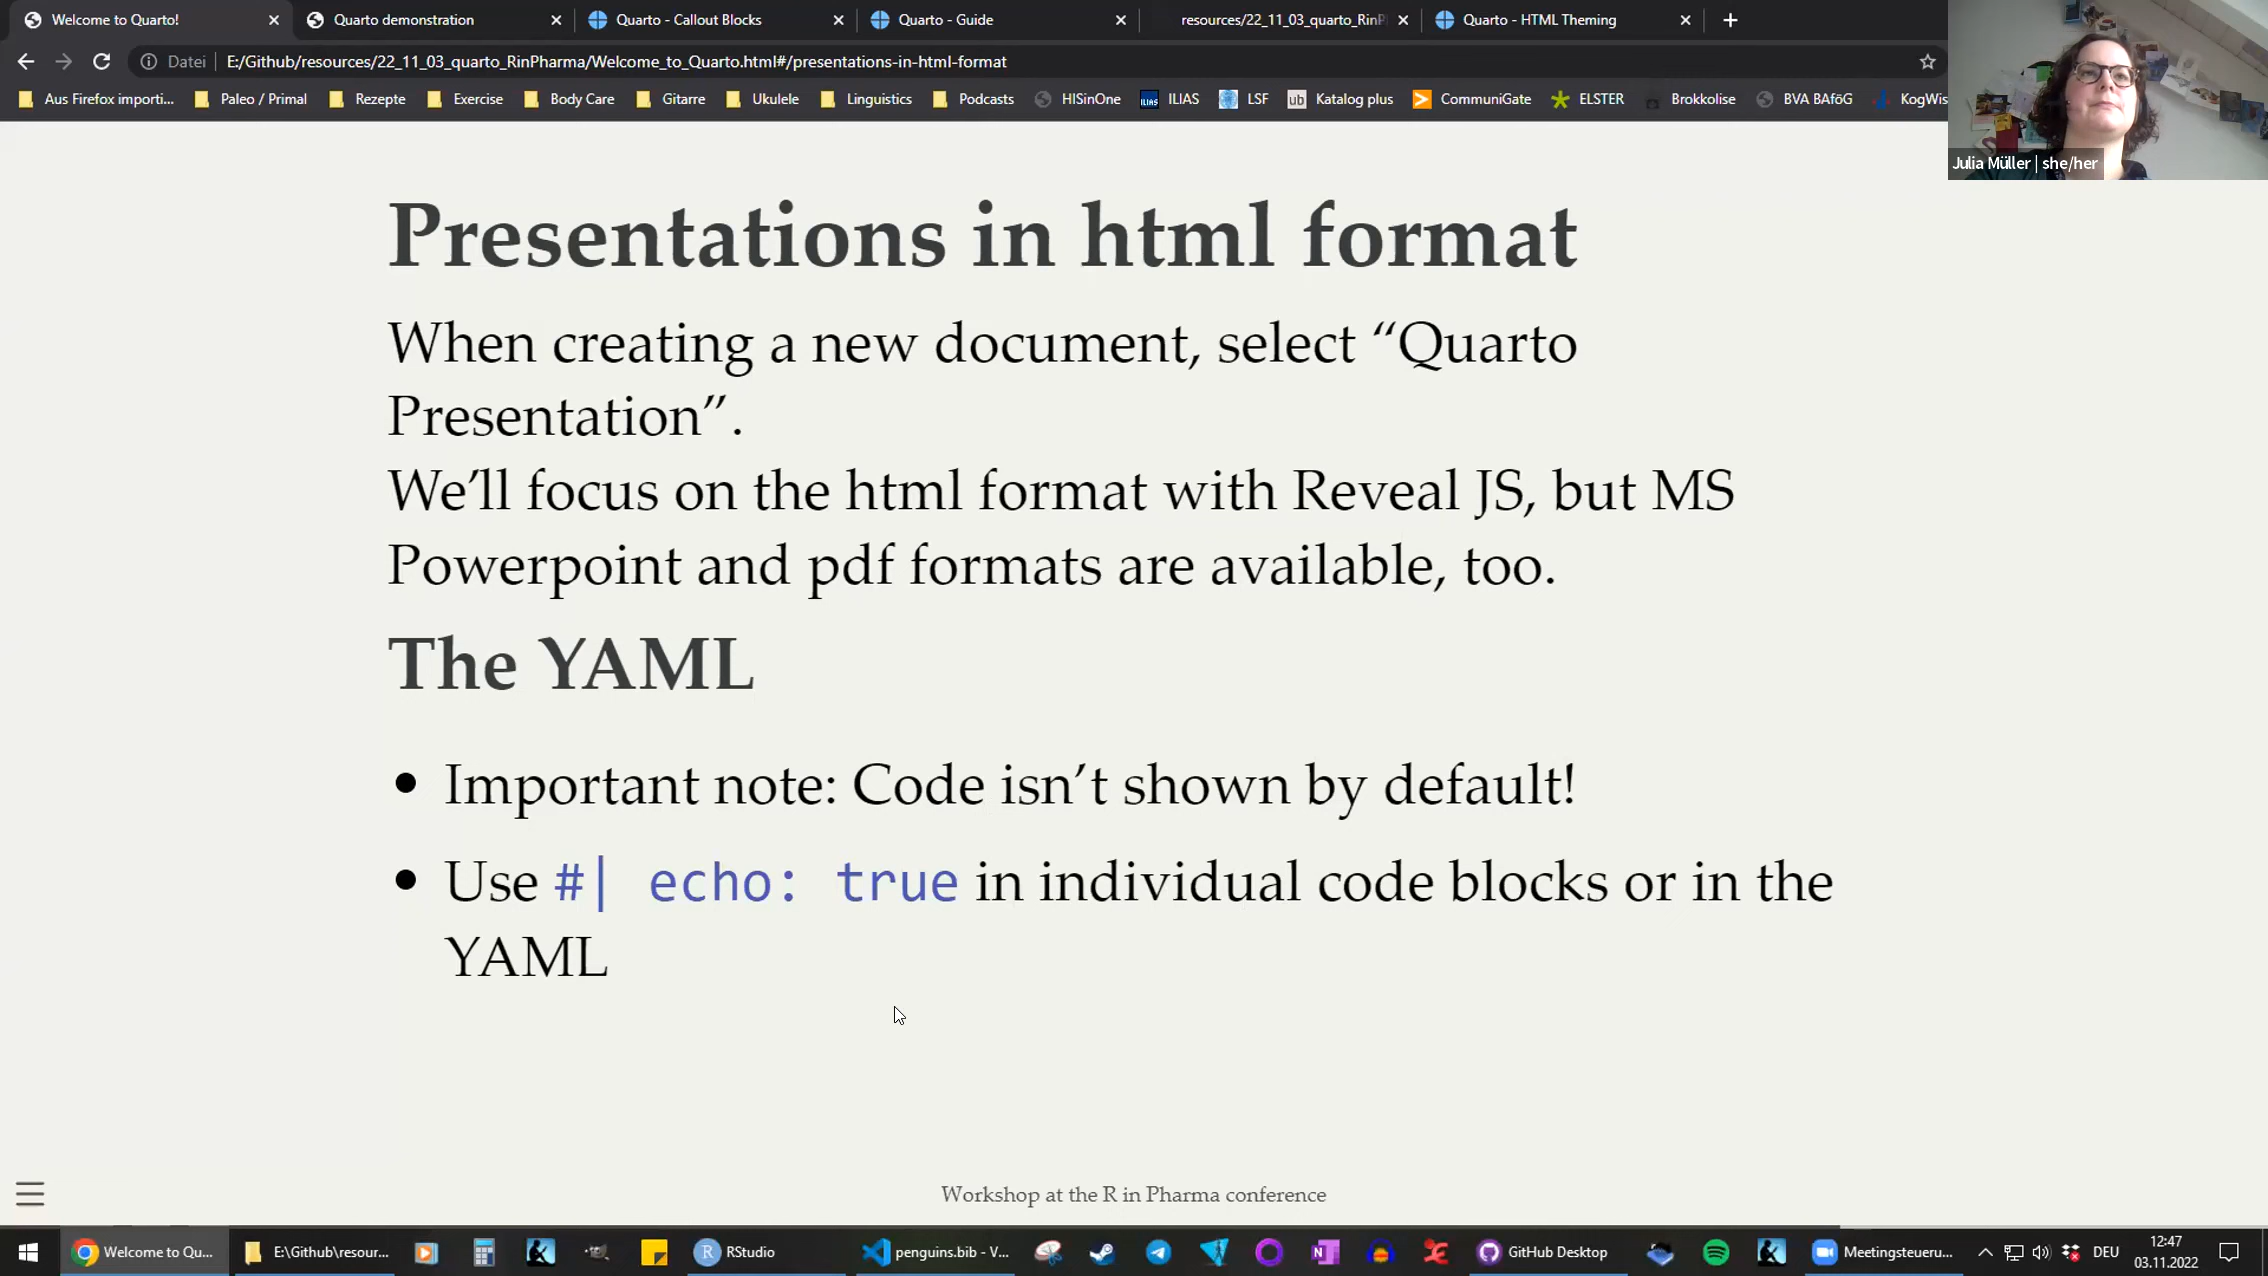 Welcome to Quarto!
Quarto demonstration
Quarto - Callout Blocks
Quarto - Guide
resources/22_11_03_quarto_RinP
Quarto - HTML Theming
Datei
E:/Github/resources/22_11_03_quarto_RinPharma/Welcome_to_Quarto.html#/presentations-in-html-format
Aus Firefox importi...
Paleo / Primal
Rezepte
Exercise
Body Care
Gitarre
Ukulele
Linguistics
Podcasts
HISinOne
ILIAS
LSF
Katalog plus
CommuniGate
ELSTER
Brokkolise
BVA BAföG
KogWis
Julia Müller | she/her
Presentations in html format
When creating a new document, select “Quarto
Presentation”.
We’ll focus on the html format with Reveal JS, but MS
Powerpoint and pdf formats are available, too.
The YAML
• Important note: Code isn’t shown by default!
• Use #| echo: true in individual code blocks or in the
YAML
Workshop at the R in Pharma conference
Welcome to Qu...
E:\Github\resour...
RStudio
penguins.bib - V...
GitHub Desktop
Meetingsteueru...
DEU
12:47
03.11.2022